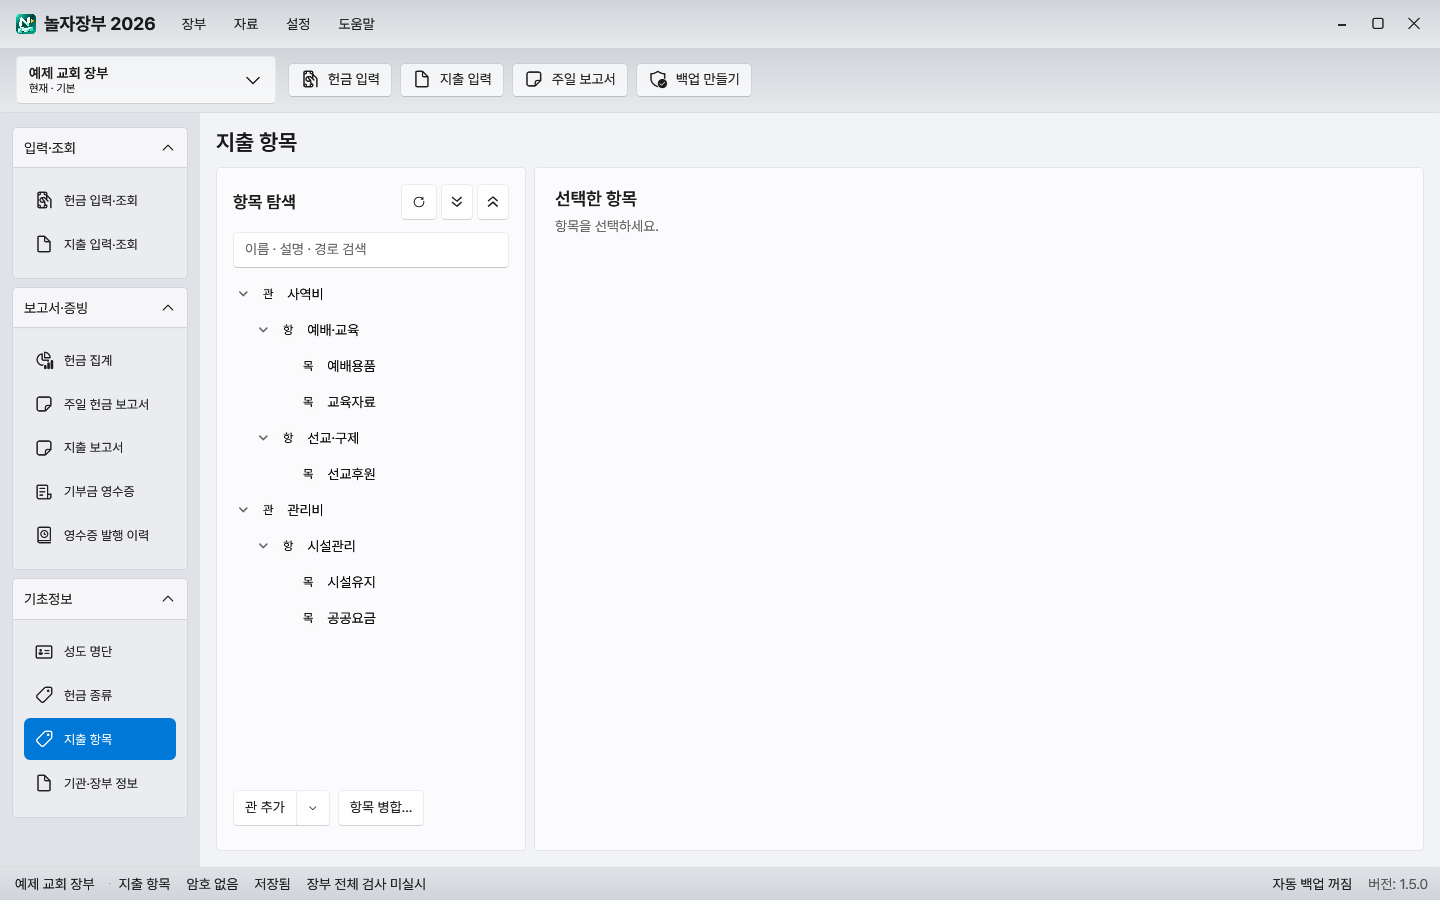 놀자장부 2026 장부 자료 설정 도움말
예제 교회 장부
현재 · 기본
헌금 입력 지출 입력 주일 보고서 백업 만들기
입력·조회
헌금 입력·조회
지출 입력·조회
보고서·증빙
헌금 집계
주일 헌금 보고서
지출 보고서
기부금 영수증
영수증 발행 이력
기초정보
성도 명단
헌금 종류
지출 항목
기관·장부 정보
지출 항목
항목 탐색
이름 · 설명 · 경로 검색
관 사역비
항 예배·교육
목 예배용품
목 교육자료
항 선교·구제
목 선교후원
관 관리비
항 시설관리
목 시설유지
목 공공요금
관 추가 항목 병합...
선택한 항목
항목을 선택하세요.
예제 교회 장부 · 지출 항목 암호 없음 저장됨 장부 전체 검사 미실시 자동 백업 꺼짐 버전: 1.5.0